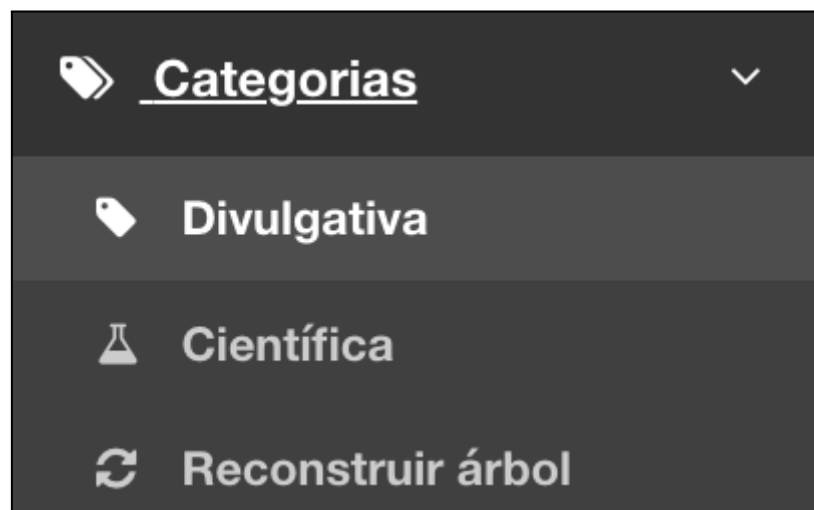 Categorias
Divulgativa
Científica
Reconstruir árbol